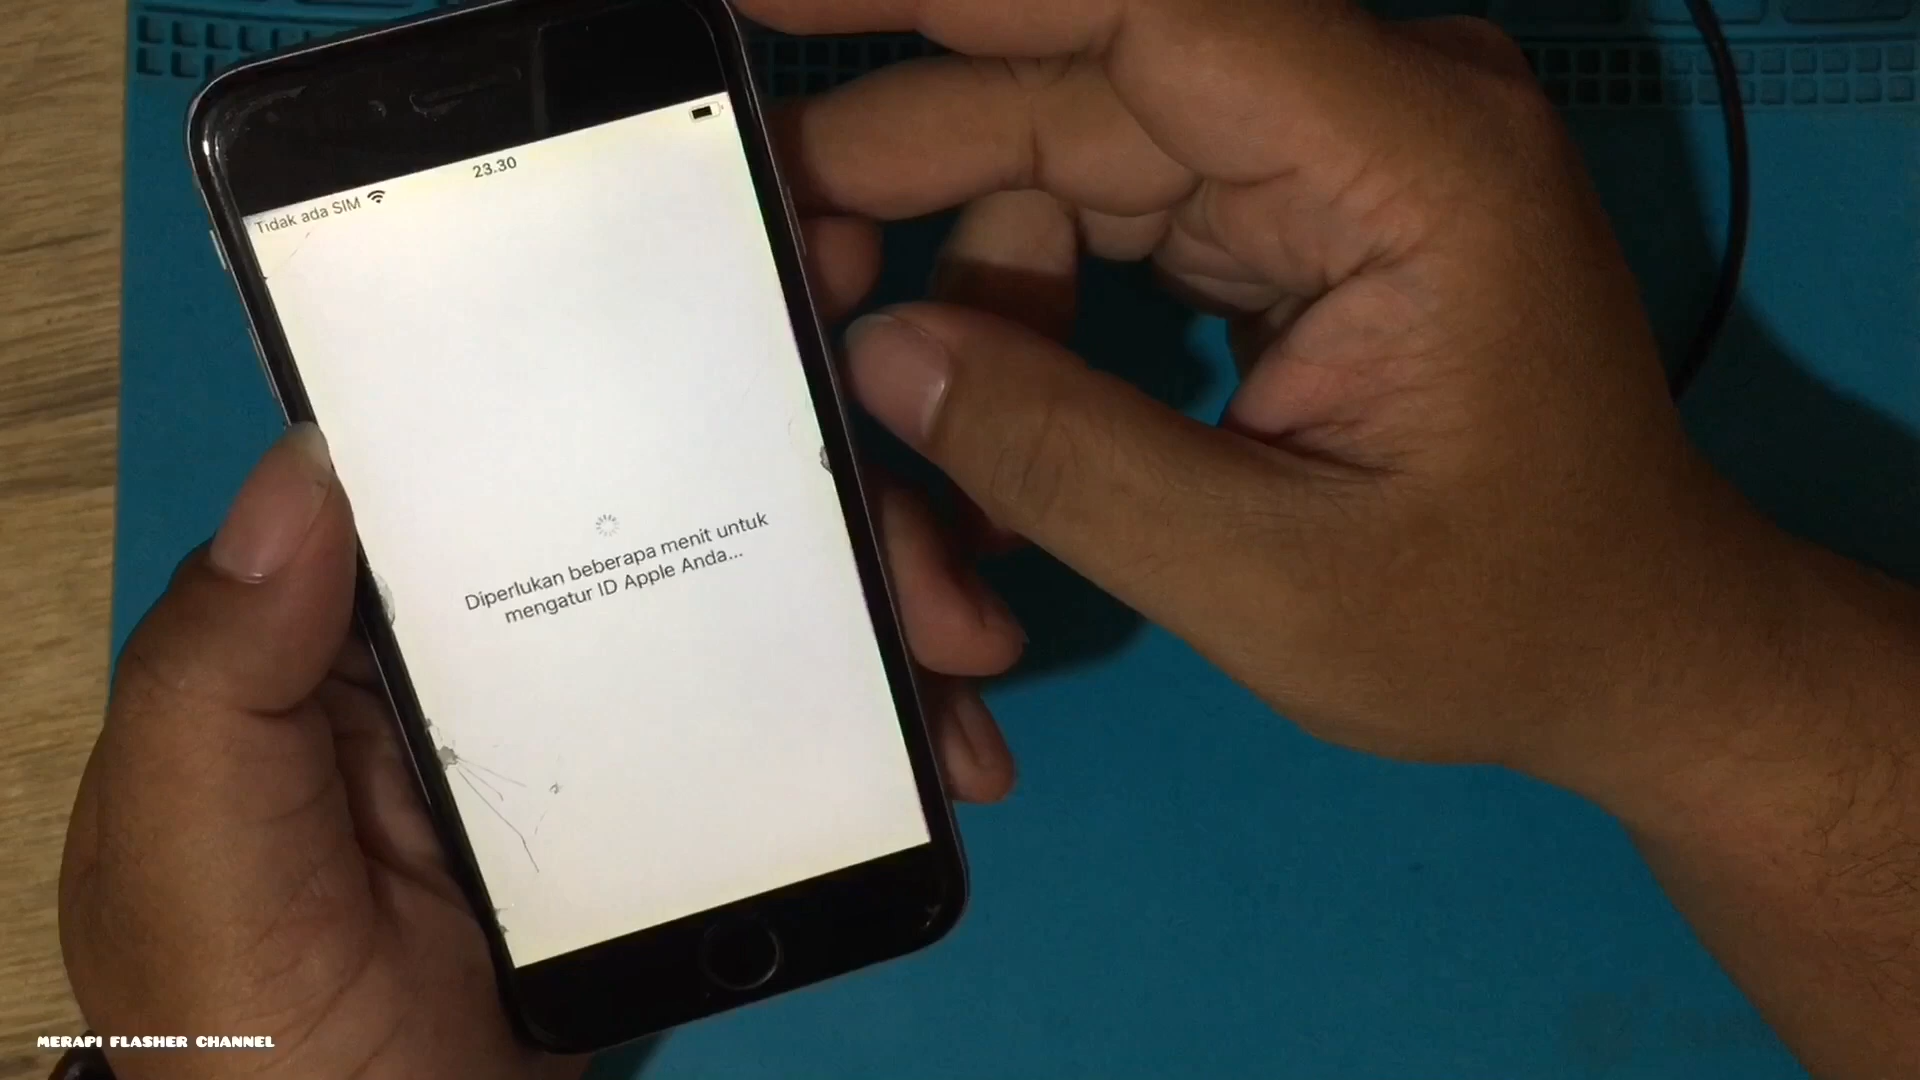 23.30
Tidak ada SIM
Diperlukan beberapa menit untuk
mengatur ID Apple Anda...
MERAPI FLASHER CHANNEL